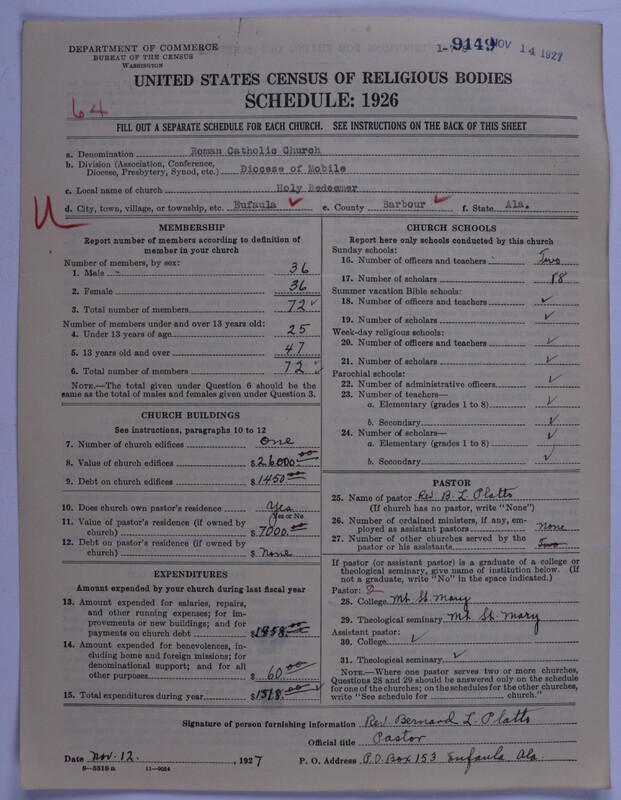 DEPARTMENT OF COMMERCE
BUREAU OF THE CENSUS
WASHINGTON
9149 NOV 14 1927
UNITED STATES CENSUS OF RELIGIOUS BODIES
SCHEDULE: 1926
64
FILL OUT A SEPARATE SCHEDULE FOR EACH CHURCH. SEE INSTRUCTIONS ON THE BACK OF THIS SHEET
a. Denomination Roman Catholic Church
b. Division (Association, Conference, Diocese, Presbytery, Synod, etc.) Diocese of Mobile
c. Local name of church Holy Redeemer
d. City, town, village, or township, etc. Eufaula ✓ e. County Barbour ✓ f. State Ala.
MEMBERSHIP
Report number of members according to definition of
member in your church
Number of members, by sex:
1. Male 36
2. Female 36
3. Total number of members 72 ✓
Number of members under and over 13 years old:
4. Under 13 years of age 25
5. 13 years old and over 47
6. Total number of members 72 ✓
NOTE.—The total given under Question 6 should be the
same as the total of males and females given under Question 3.
CHURCH BUILDINGS
See instructions, paragraphs 10 to 12
7. Number of church edifices one
8. Value of church edifices $26000.00
9. Debt on church edifices $1450.00
10. Does church own pastor's residence Yes
Yes or No
11. Value of pastor's residence (if owned by
church) $7000.00
12. Debt on pastor's residence (if owned by
church) $ none
EXPENDITURES
Amount expended by your church during last fiscal year
13. Amount expended for salaries, repairs,
and other running expenses; for im-
provements or new buildings; and for
payments on church debt
14. Amount expended for benevolences, in-
cluding home and foreign missions; for
denominational support; and for all
other purposes $60.00
15. Total expenditures during year
CHURCH SCHOOLS
Report here only schools conducted by this church
Sunday schools:
16. Number of officers and teachers Two
17. Number of scholars 18
Summer vacation Bible schools:
18. Number of officers and teachers ✓
19. Number of scholars ✓
Week-day religious schools:
20. Number of officers and teachers ✓
21. Number of scholars ✓
Parochial schools:
22. Number of administrative officers ✓
23. Number of teachers—
a. Elementary (grades 1 to 8) ✓
b. Secondary ✓
24. Number of scholars—
a. Elementary (grades 1 to 8) ✓
b. Secondary ✓
PASTOR
25. Name of pastor Rev. B. L. Platts
(If church has no pastor, write "None")
26. Number of ordained ministers, if any, em-
ployed as assistant pastors none
27. Number of other churches served by the
pastor or his assistants Two
If pastor (or assistant pastor) is a graduate of a college or
theological seminary, give name of institution below. (If
not a graduate, write "No" in the space indicated.)
Pastor: 2
28. College Mt. St. Mary
29. Theological seminary Mt. St. Mary
Assistant pastor:
30. College ✓
31. Theological seminary ✓
NOTE.—Where one pastor serves two or more churches,
Questions 28 and 29 should be answered only on the schedule
for one of the churches; on the schedules for the other churches,
write "See schedule for ______ church."
Signature of person furnishing information Rev. Bernard L. Platts
Official title Pastor
Date Nov. 12, 1927 P. O. Address P.O. Box 153 Eufaula Ala.
8—5518 a 11—9024